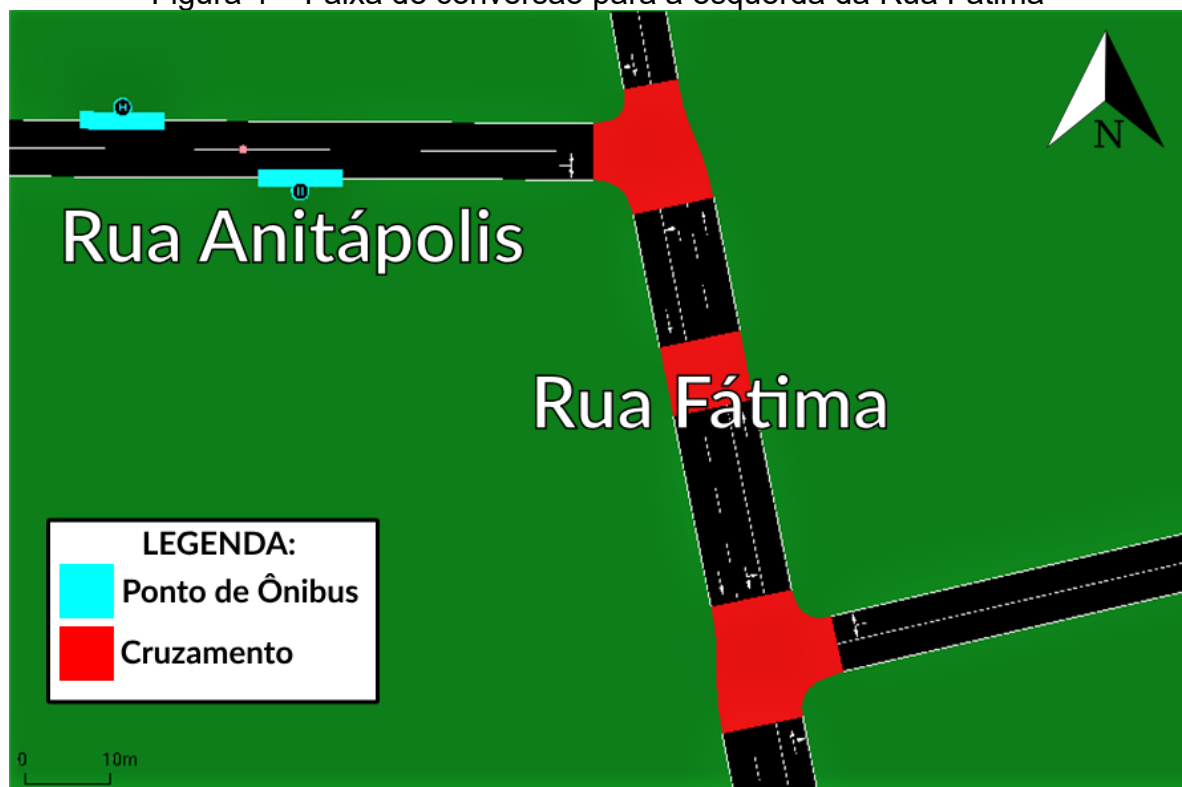 Rua Anitápolis
Rua Fátima
N
H
H
LEGENDA:
Ponto de Ônibus
Cruzamento
0 10m